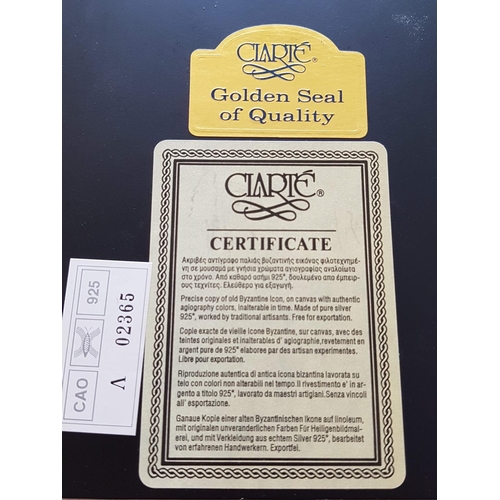 CLARTÉ®
Golden Seal
of Quality
CLARTÉ®
CERTIFICATE
Ακριβές αντίγραφο παλιάς βυζαντινής εικόνας φιλοτεχνημέ-
νη σε μουσαμά με γνήσια χρώματα αγιογραφίας αναλοίωτα
στο χρόνο. Από καθαρό ασήμι 925°, δουλεμένο απο έμπειρ-
ους τεχνίτες. Ελεύθερο για εξαγωγή.
Precise copy of old Byzantine Icon, on canvas with authentic
agiography colors, inalterable in time. Made of pure silver
925°, worked by traditional artisants. Free for exportation.
Copie exacte de vieille Icone Byzantine, sur canvas, avec des
teintes originales et inalterables d' agiographie,revetement en
argent pure de 925° elaboree par des artisan experimentes.
Libre pour exportation.
Riproduzione autentica di antica icona bizantina lavorata su
telo con colori non alterabili nel tempo.Il rivestimento e' in ar-
gento a titolo 925°, lavorato da maestri artigiani.Senza vincoli
all' esportazione.
Ganaue Kopie einer alten Byzantinischen Ikone auf linoleum,
mit originalen unveränderlichen Farben Für Heiligenbildmal-
erei, und mit Verkleidung aus echtem Silver 925°, bearbeitet
von erfahrenen Handwerkern. Exportfei.
CAO 925
Λ 02365